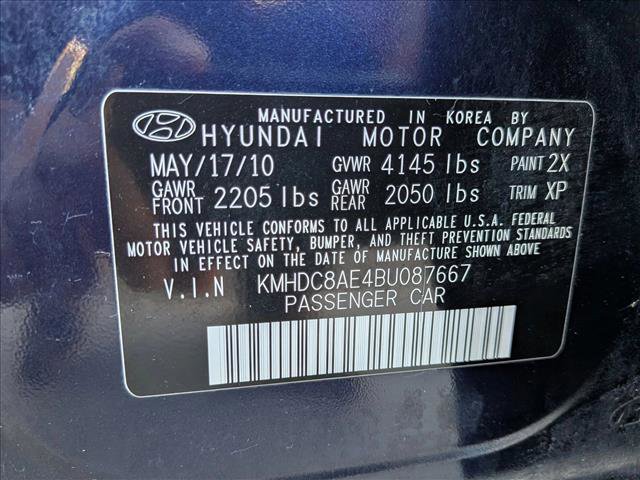 MANUFACTURED IN KOREA BY
HYUNDAI MOTOR COMPANY
MAY/17/10 GVWR 4145 lbs PAINT 2X
GAWR FRONT 2205 lbs GAWR REAR 2050 lbs TRIM XP
THIS VEHICLE CONFORMS TO ALL APPLICABLE U.S.A. FEDERAL
MOTOR VEHICLE SAFETY, BUMPER, AND THEFT PREVENTION STANDARDS
IN EFFECT ON THE DATE OF MANUFACTURE SHOWN ABOVE.
V.I.N KMHDC8AE4BU087667
PASSENGER CAR